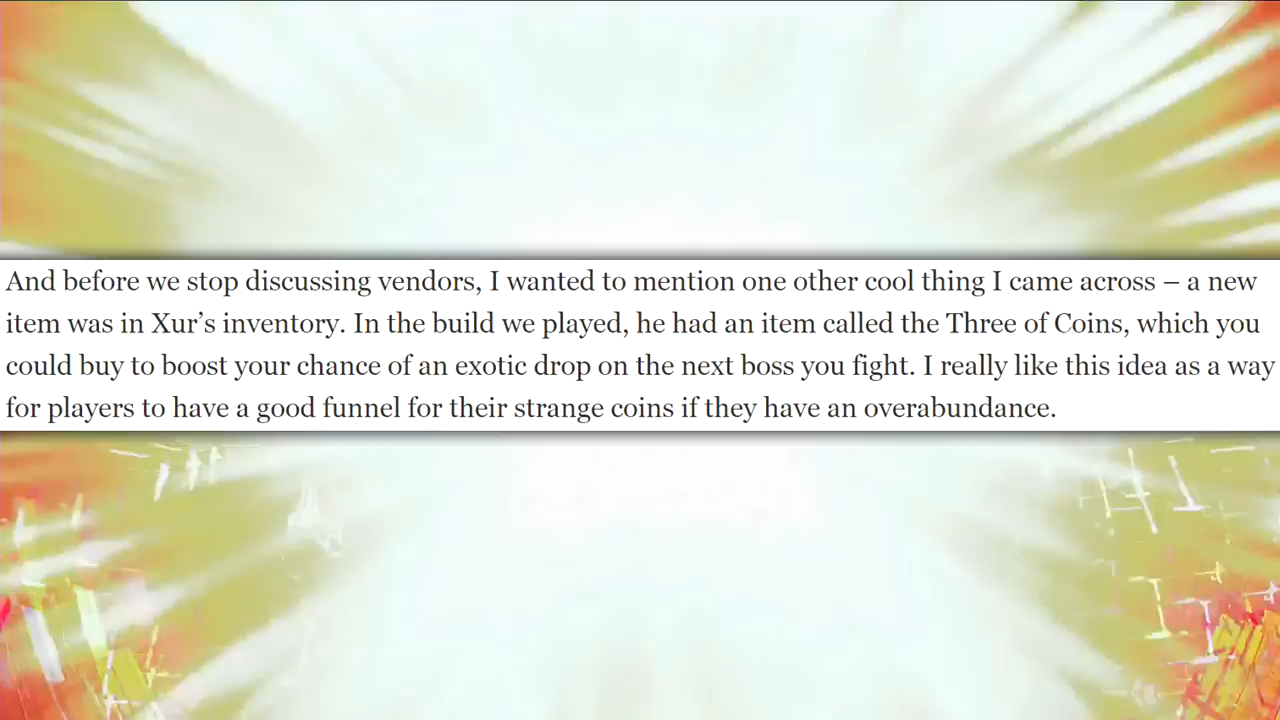 And before we stop discussing vendors, I wanted to mention one other cool thing I came across – a new
item was in Xur’s inventory. In the build we played, he had an item called the Three of Coins, which you
could buy to boost your chance of an exotic drop on the next boss you fight. I really like this idea as a way
for players to have a good funnel for their strange coins if they have an overabundance.